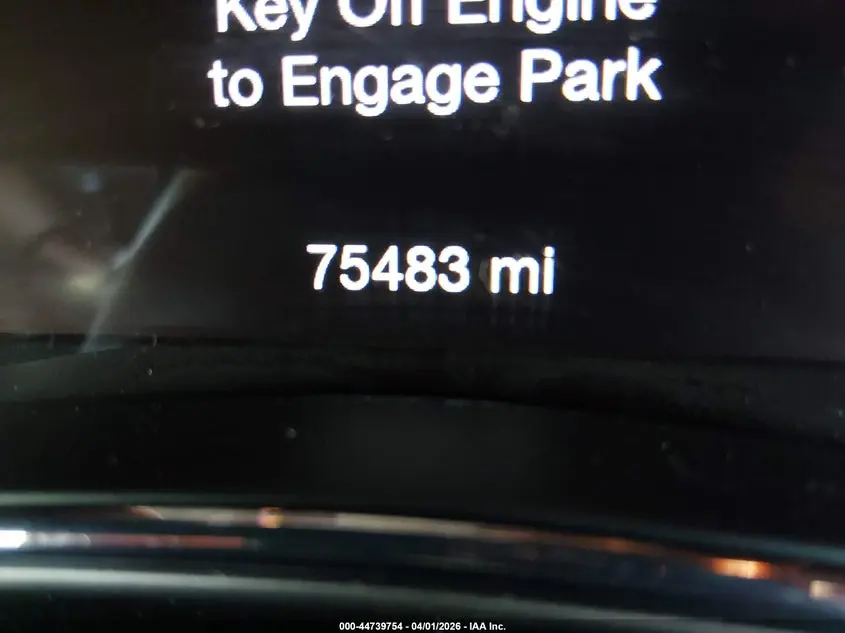 Key Off Engine
to Engage Park
75483 mi
000-44739754 - 04/01/2026 - IAA Inc.